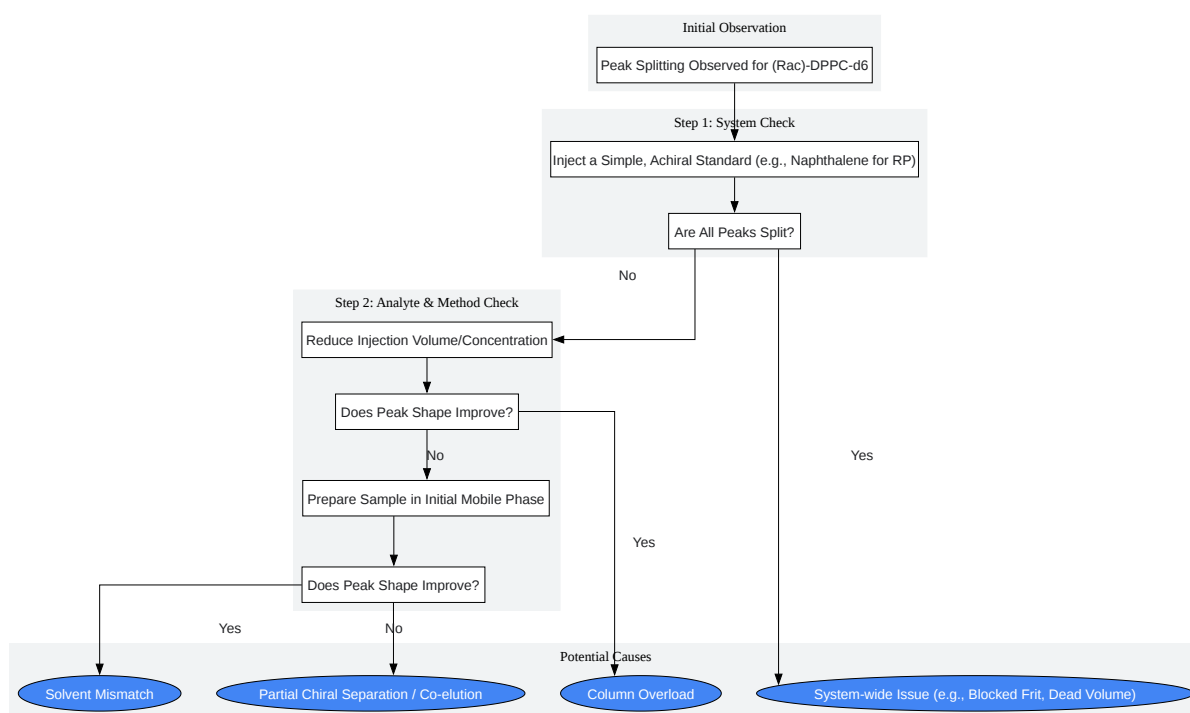 Initial Observation
Peak Splitting Observed for (Rac)-DPPC-d6
Step 1: System Check
Inject a Simple, Achiral Standard (e.g., Naphthalene for RP)
Are All Peaks Split?
No
Step 2: Analyte & Method Check
Reduce Injection Volume/Concentration
Does Peak Shape Improve?
No
Yes
Prepare Sample in Initial Mobile Phase
Yes
Does Peak Shape Improve?
Yes
No
Potential Causes
Solvent Mismatch
Partial Chiral Separation / Co-elution
Column Overload
System-wide Issue (e.g., Blocked Frit, Dead Volume)